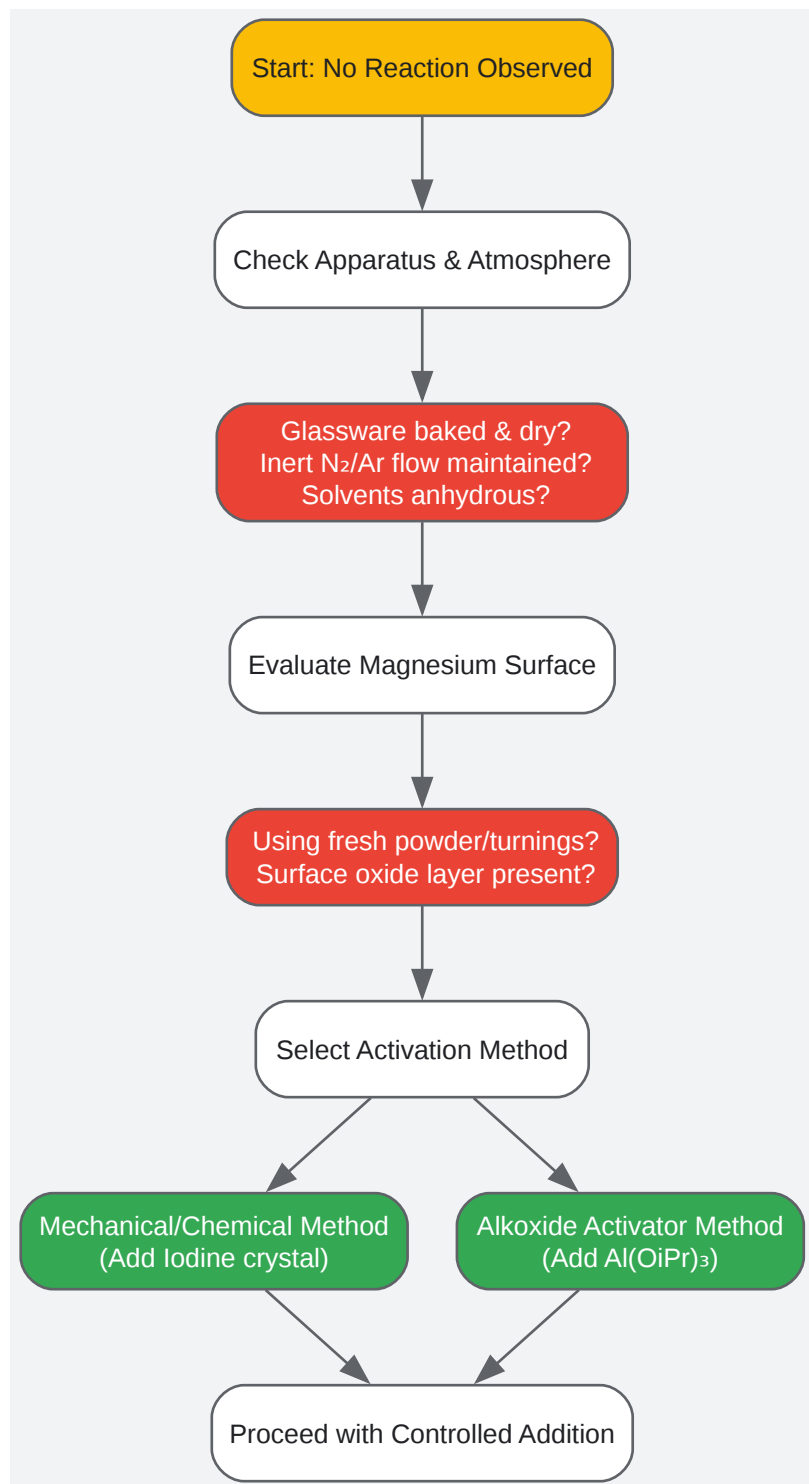 Start: No Reaction Observed
Check Apparatus & Atmosphere
Glassware baked & dry?
Inert N₂/Ar flow maintained?
Solvents anhydrous?
Evaluate Magnesium Surface
Using fresh powder/turnings?
Surface oxide layer present?
Select Activation Method
Mechanical/Chemical Method
(Add Iodine crystal)
Alkoxide Activator Method
(Add Al(OiPr)₃)
Proceed with Controlled Addition